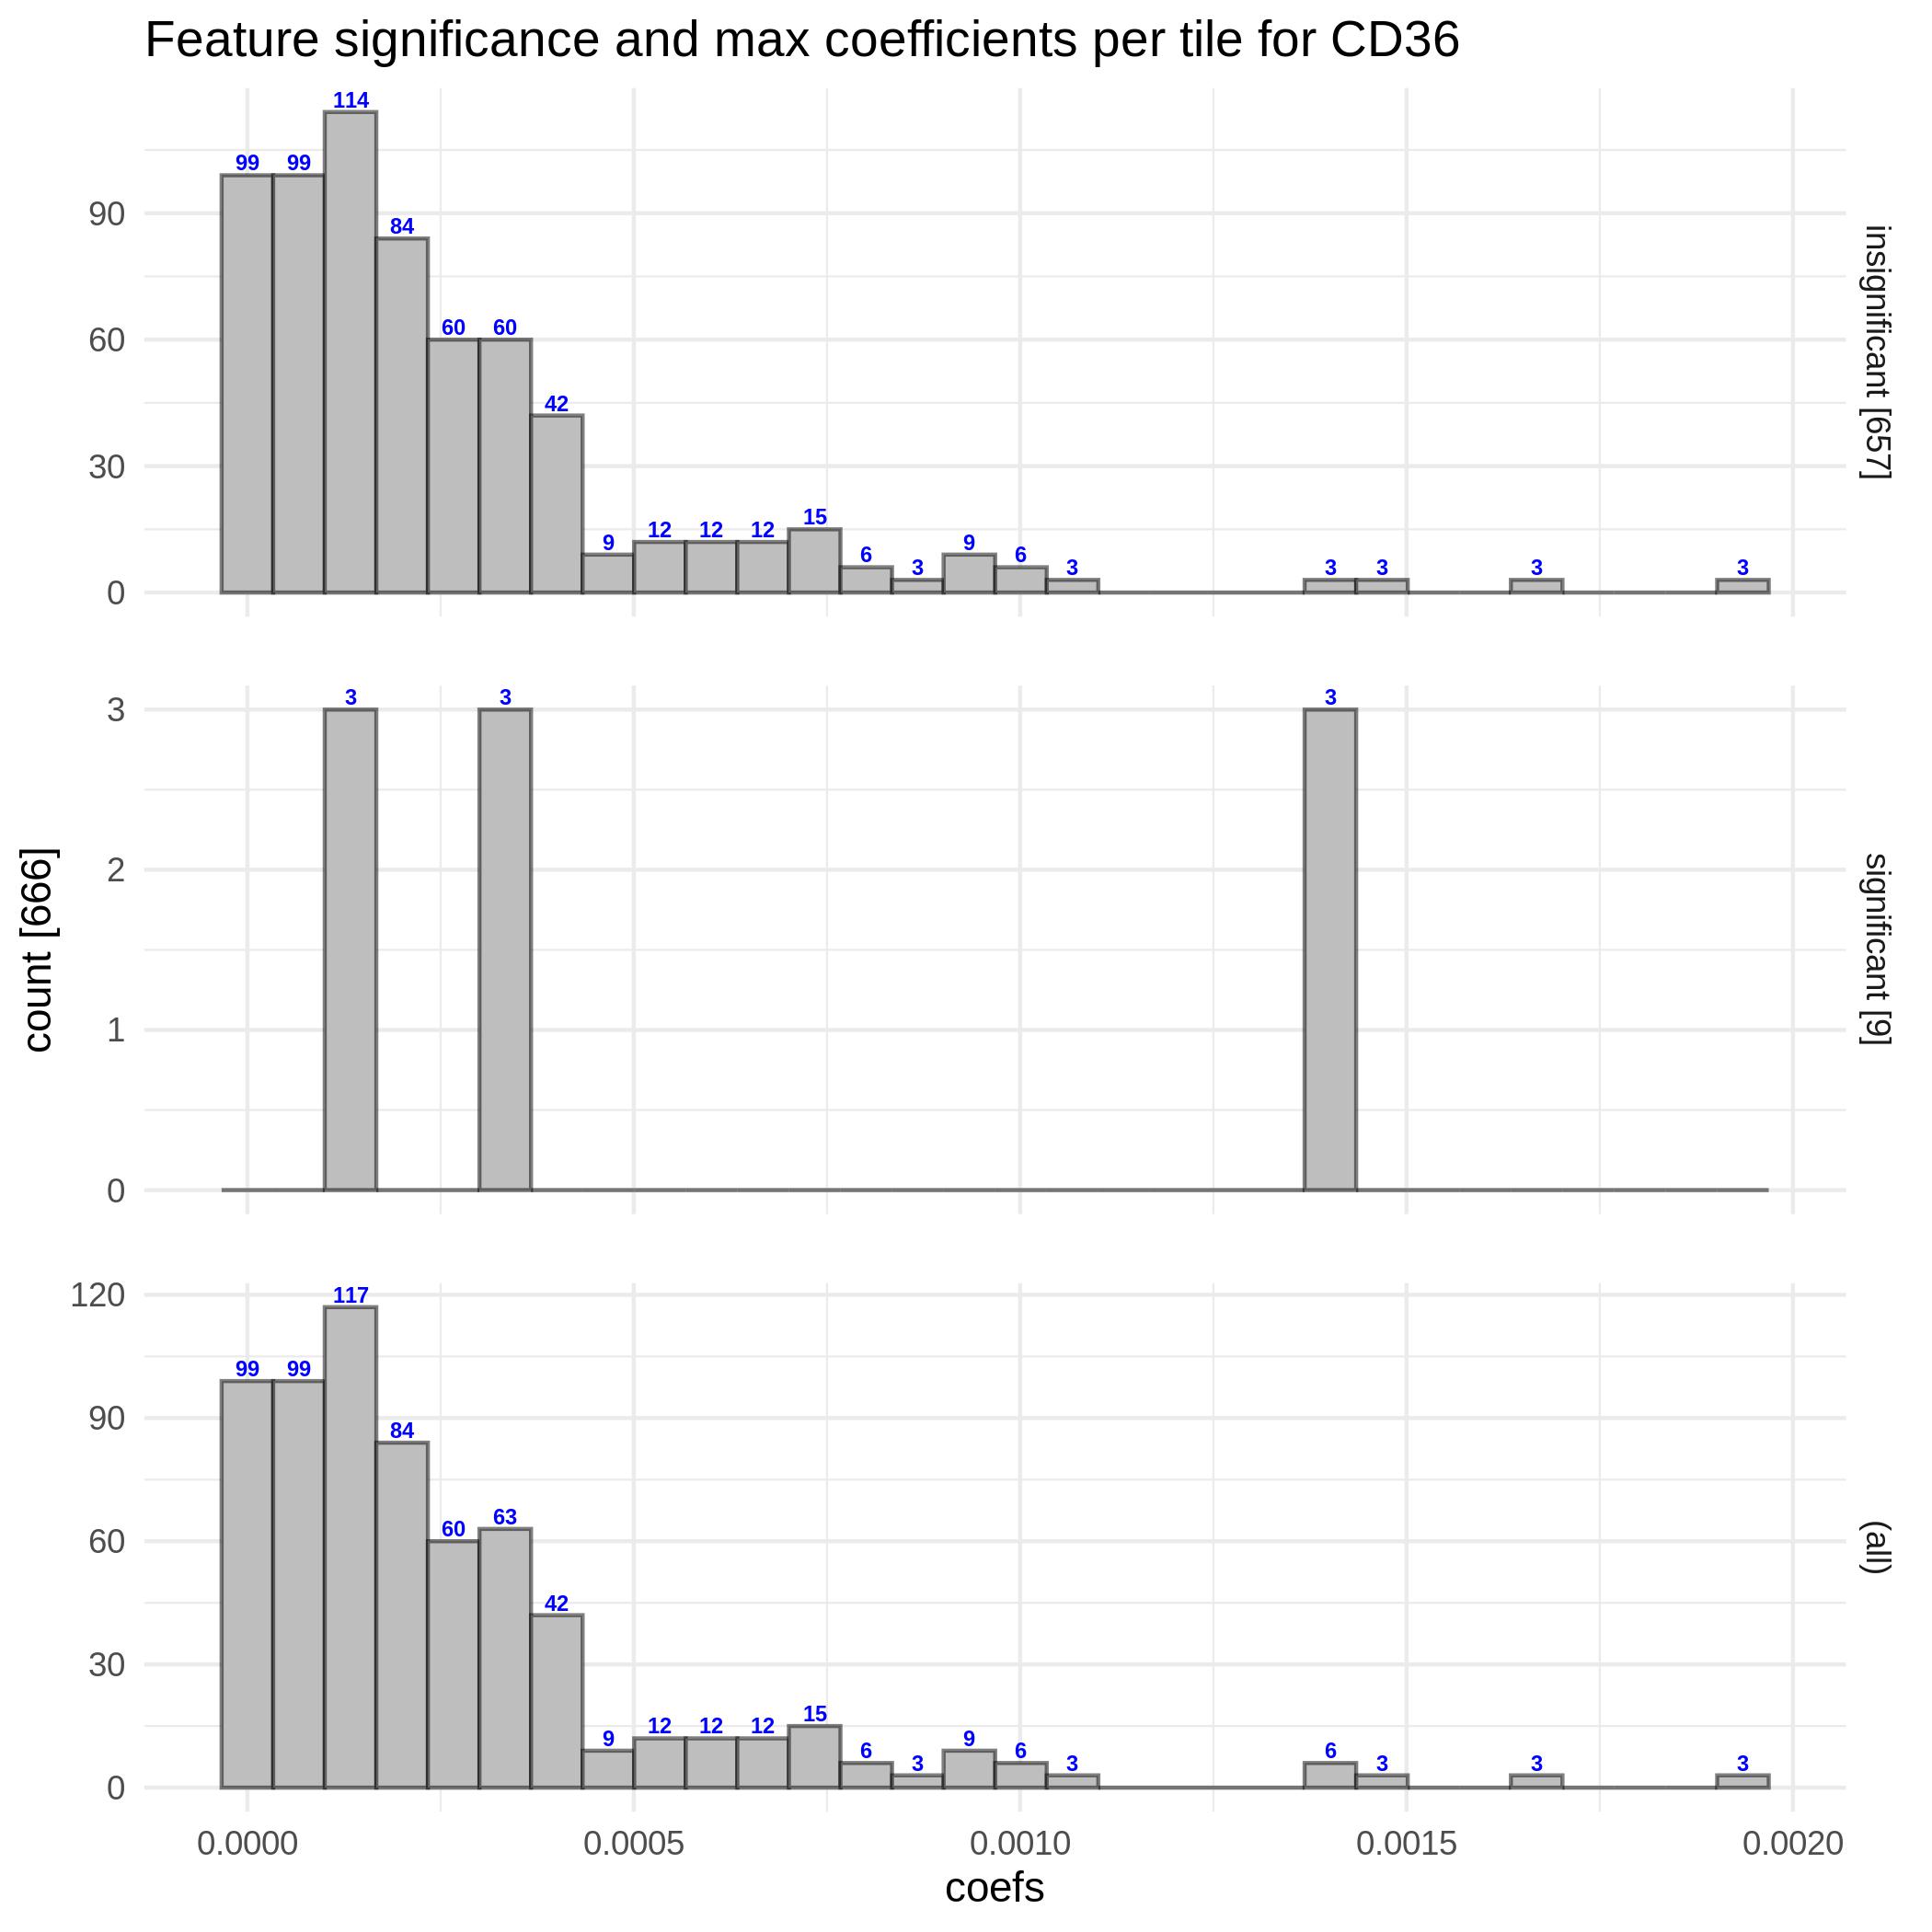 Feature significance and max coefficients per tile for CD36
114
99 99
84
60 60
42
9 12 12 12 15 6 3 9 6 3 3 3 3 3
90
60
30
0
insignificant [657]
3 3 3
3
2
1
0
significant [9]
count [666]
117
99 99
84
60 63
42
9 12 12 12 15 6 3 9 6 3 6 3 3 3
120
90
60
30
0
(all)
0.0000 0.0005 0.0010 0.0015 0.0020
coefs